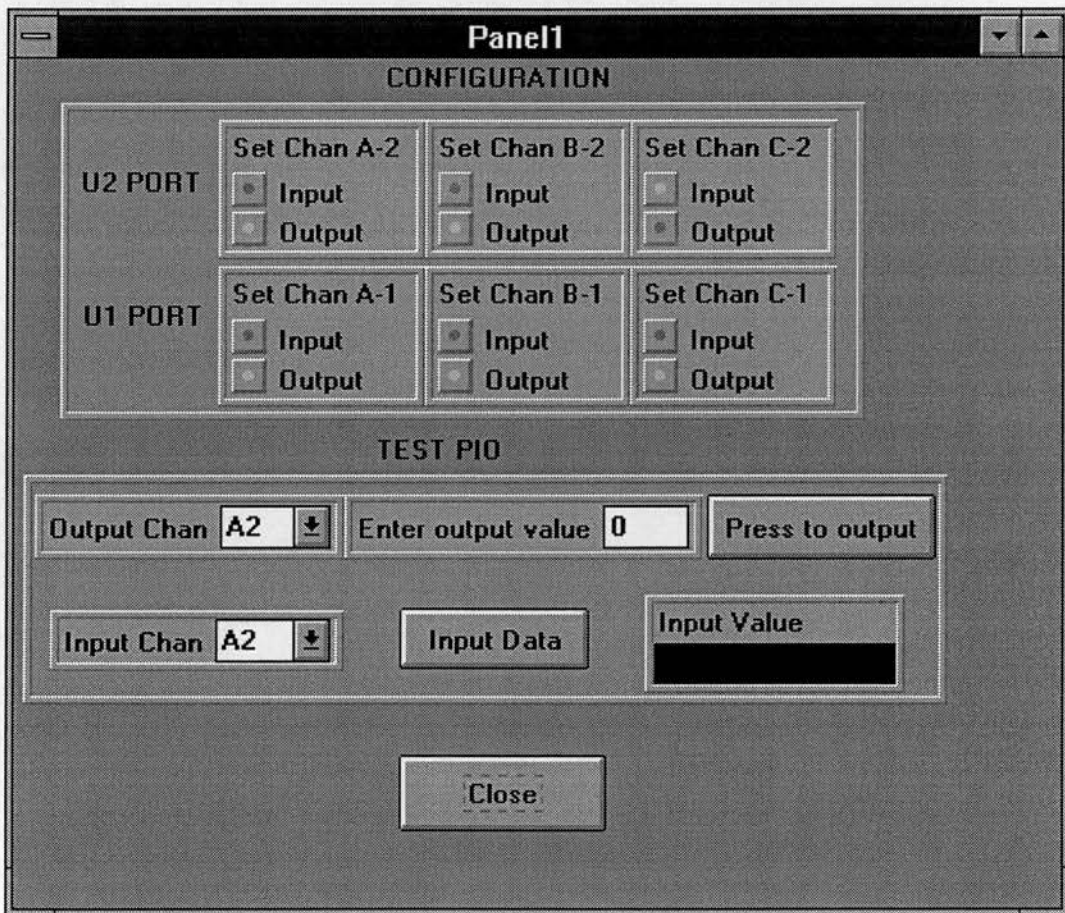 Panel1
CONFIGURATION
U2 PORT
Set Chan A-2
Input
Output
Set Chan B-2
Input
Output
Set Chan C-2
Input
Output
U1 PORT
Set Chan A-1
Input
Output
Set Chan B-1
Input
Output
Set Chan C-1
Input
Output
TEST PIO
Output Chan A2
Enter output value 0
Press to output
Input Chan A2
Input Data
Input Value
Close